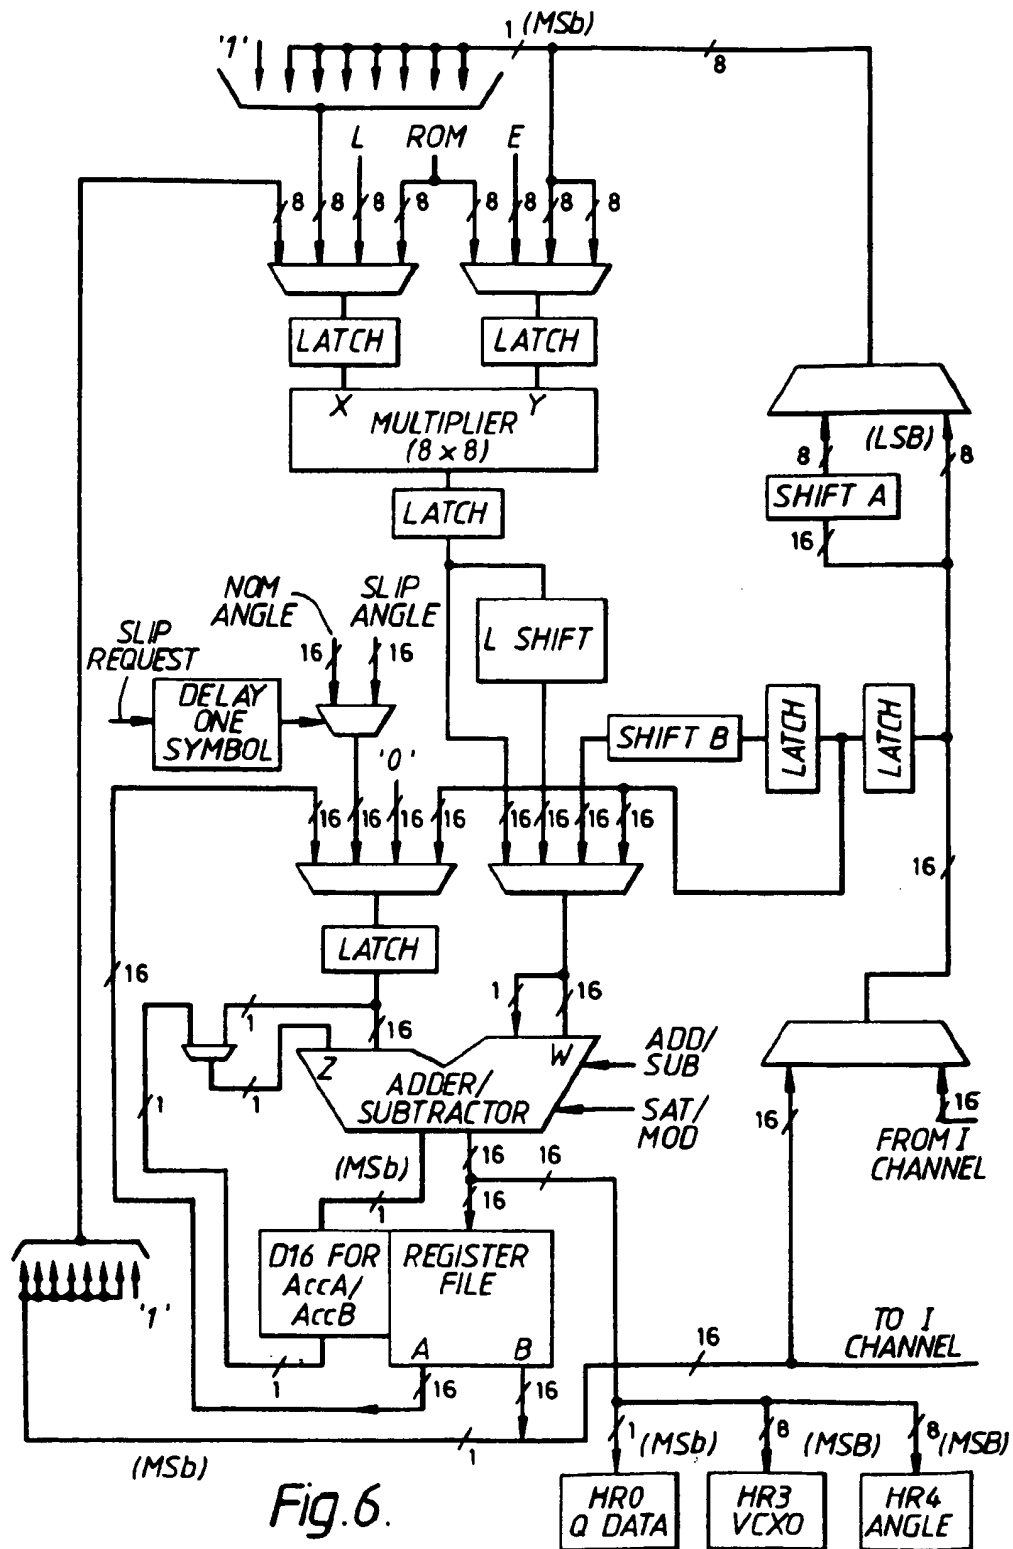 '1'
1 (MSb)
8
L ROM E
8 8 8 8 8 8 8 8
LATCH LATCH
X Y
MULTIPLIER
(8 x 8)
(LSB)
8 8
LATCH
SHIFT A
16
NOM
ANGLE
SLIP
ANGLE
L SHIFT
SLIP
REQUEST
16 16
DELAY
ONE
SYMBOL
SHIFT B
LATCH
LATCH
'0'
16 16 16 16 16 16 16 16
16
LATCH
16
1 1 16
16
1 1
Z W
ADDER/
SUBTRACTOR
ADD/
SUB
SAT/
MOD
16 16
FROM I
CHANNEL
(MSb)
16 16
1 16
D16 FOR
AccA/
AccB
REGISTER
FILE
'1'
A B
TO I
CHANNEL
16
1 16 16
(MSb) 1
1 (MSb) 8 (MSB) 8 (MSB)
HR0
Q DATA
HR3
VCXO
HR4
ANGLE
Fig.6.